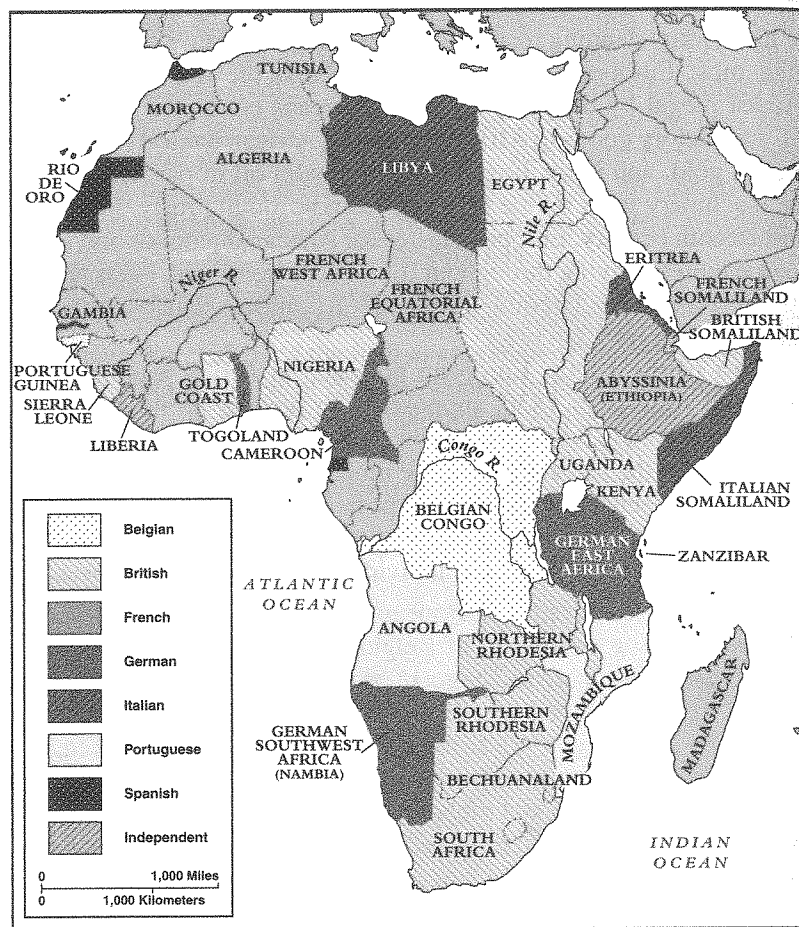 TUNISIA
MOROCCO
ALGERIA
LIBYA
EGYPT
RIO
DE
ORO
Nile R.
FRENCH
WEST AFRICA
Niger R.
FRENCH
EQUATORIAL
AFRICA
ERITREA
FRENCH
SOMALILAND
BRITISH
SOMALILAND
GAMBIA
NIGERIA
PORTUGUESE
GUINEA
GOLD
COAST
ABYSSINIA
(ETHIOPIA)
SIERRA
LEONE
LIBERIA
TOGOLAND
CAMEROON
Congo R.
UGANDA
KENYA
ITALIAN
SOMALILAND
BELGIAN
CONGO
GERMAN
EAST
AFRICA
ZANZIBAR
ATLANTIC
OCEAN
ANGOLA
NORTHERN
RHODESIA
MOZAMBIQUE
MADAGASCAR
GERMAN
SOUTHWEST
AFRICA
(NAMBIA)
SOUTHERN
RHODESIA
BECHUANALAND
SOUTH
AFRICA
INDIAN
OCEAN
Belgian
British
French
German
Italian
Portuguese
Spanish
Independent
0 1,000 Miles
0 1,000 Kilometers